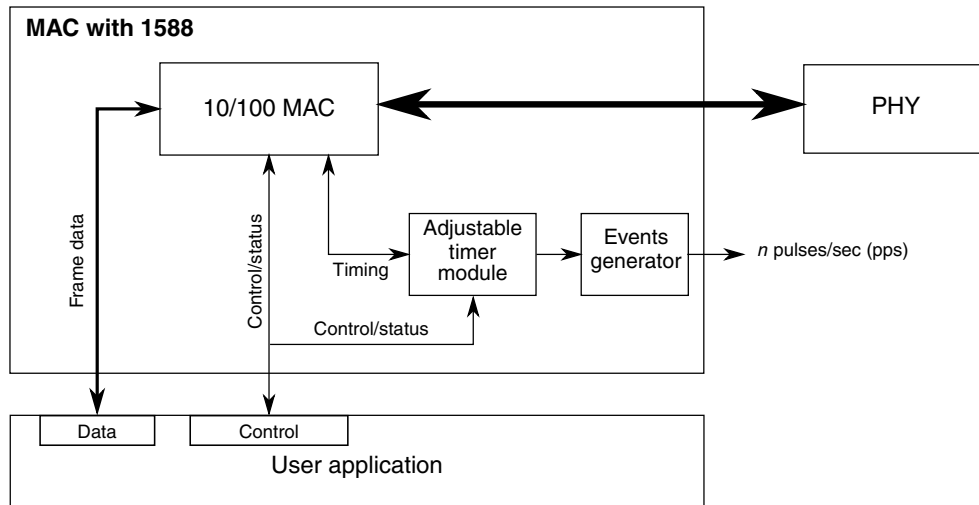 MAC with 1588
10/100 MAC
PHY
Frame data
Control/status
Timing
Adjustable
timer
module
Events
generator
n pulses/sec (pps)
Control/status
Data
Control
User application